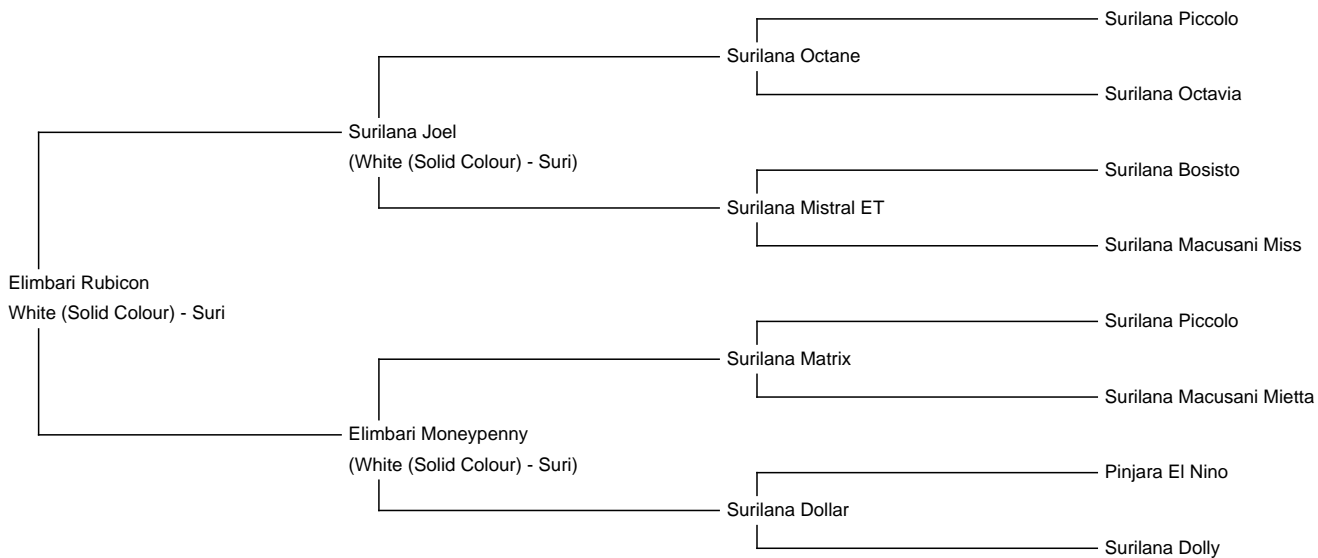 Surilana Piccolo
Surilana Octane
Surilana Octavia
Surilana Joel
(White (Solid Colour) - Suri)
Surilana Bosisto
Surilana Mistral ET
Surilana Macusani Miss
Elimbari Rubicon
White (Solid Colour) - Suri
Surilana Piccolo
Surilana Matrix
Surilana Macusani Mietta
Elimbari Moneypenny
(White (Solid Colour) - Suri)
Pinjara El Nino
Surilana Dollar
Surilana Dolly